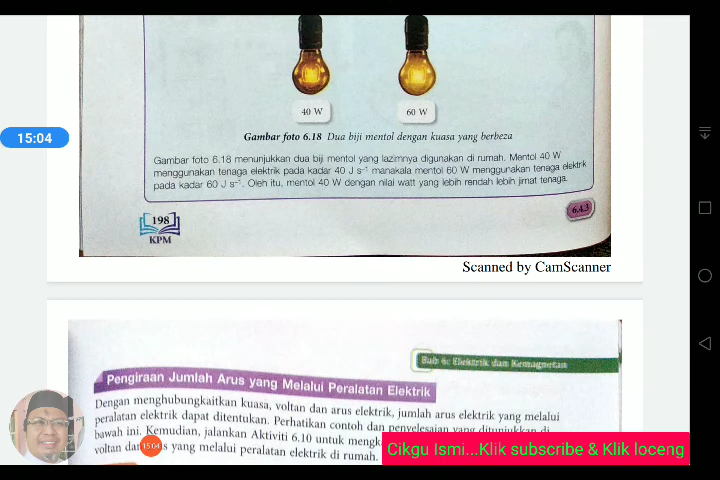 40 W
60 W
Gambar foto 6.18 Dua biji mentol dengan kuasa yang berbeza
15:04
Gambar foto 6.18 menunjukkan dua biji mentol yang lazimnya digunakan di rumah. Mentol 40 W
menggunakan tenaga elektrik pada kadar 40 J s⁻¹ manakala mentol 60 W menggunakan tenaga elektrik
pada kadar 60 J s⁻¹. Oleh itu, mentol 40 W dengan nilai watt yang lebih rendah lebih jimat tenaga.
6.4.3
198
KPM
Scanned by CamScanner
Bab 6: Elektrik dan Kemagnetan
Pengiraan Jumlah Arus yang Melalui Peralatan Elektrik
Dengan menghubungkaitkan kuasa, voltan dan arus elektrik, jumlah arus elektrik yang melalui
peralatan elektrik dapat ditentukan. Perhatikan contoh dan penyelesaian yang ditunjukkan di
bawah ini. Kemudian, jalankan Aktiviti 6.10 untuk
voltan dan yang melalui peralatan elektrik di rumah.
15:04
Cikgu Ismi...Klik subscribe & Klik loceng